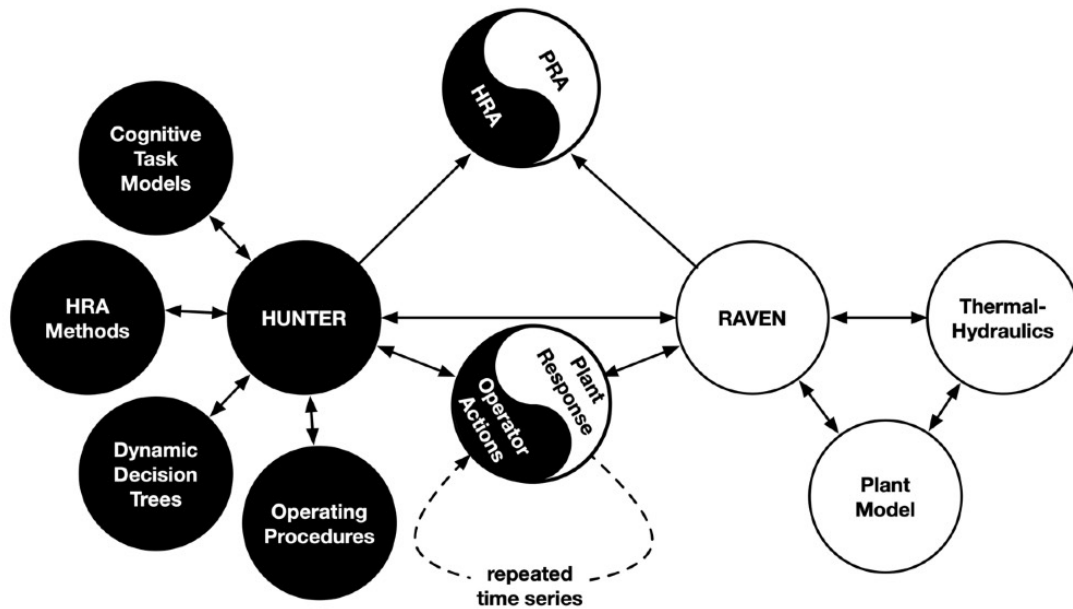 PRA
HRA
Cognitive
Task
Models
HRA
Methods
HUNTER
RAVEN
Thermal-
Hydraulics
Plant
Response
Operator
Actions
Dynamic
Decision
Trees
Operating
Procedures
Plant
Model
repeated
time series